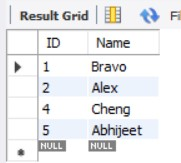 Result Grid Fi
ID Name
1 Bravo
2 Alex
4 Cheng
5 Abhijeet
NULL NULL